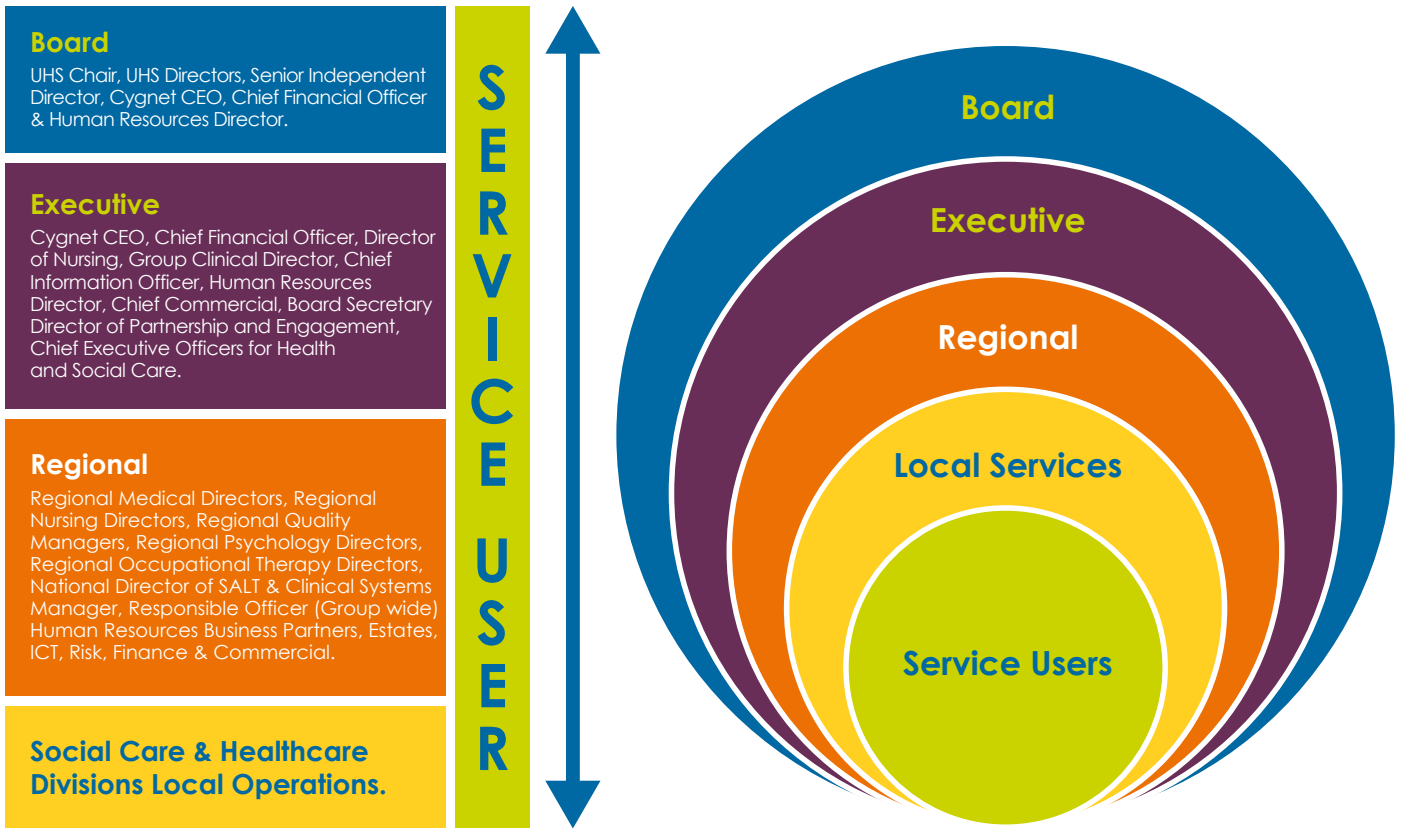 Board
UHS Chair, UHS Directors, Senior Independent
Director, Cygnet CEO, Chief Financial Officer
& Human Resources Director.
Executive
Cygnet CEO, Chief Financial Officer, Director
of Nursing, Group Clinical Director, Chief
Information Officer, Human Resources
Director, Chief Commercial, Board Secretary
Director of Partnership and Engagement,
Chief Executive Officers for Health
and Social Care.
Regional
Regional Medical Directors, Regional
Nursing Directors, Regional Quality
Managers, Regional Psychology Directors,
Regional Occupational Therapy Directors,
National Director of SALT & Clinical Systems
Manager, Responsible Officer (Group wide)
Human Resources Business Partners, Estates,
ICT, Risk, Finance & Commercial.
Social Care & Healthcare
Divisions Local Operations.
SERVICE USER
Board
Executive
Regional
Local Services
Service Users